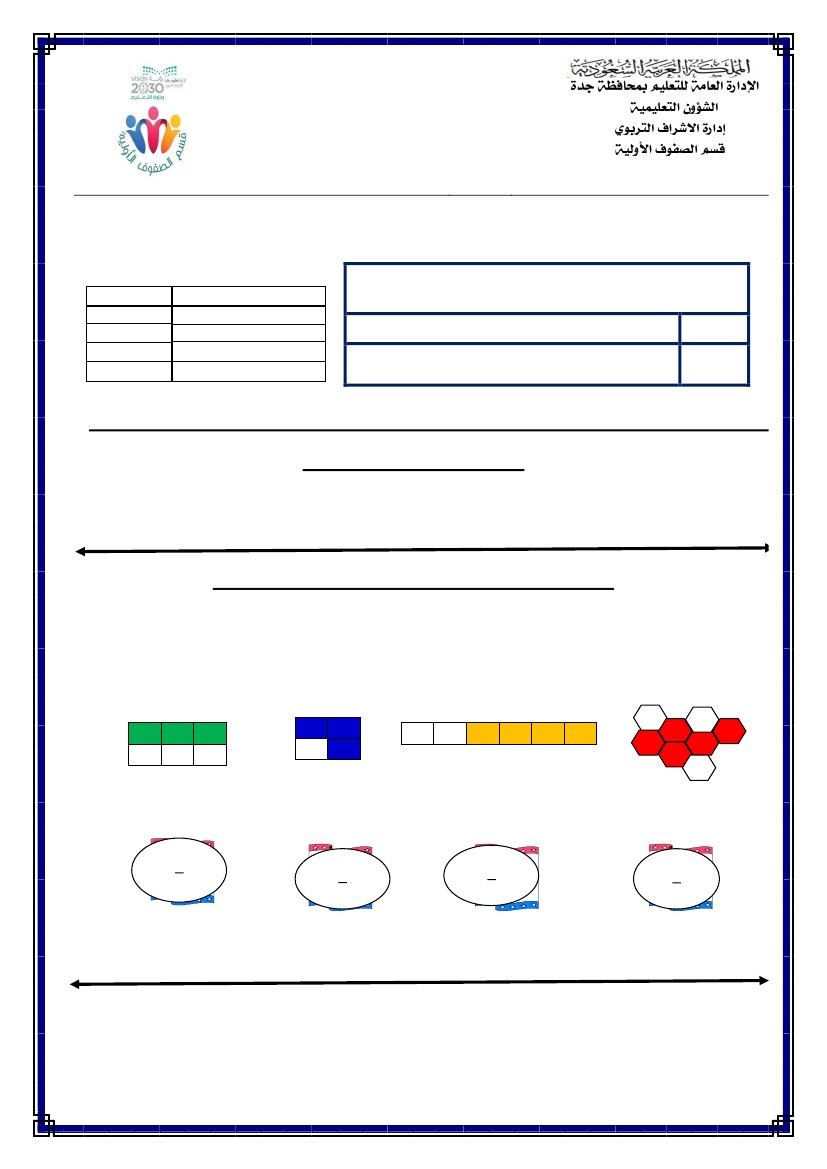 المملكة العربية السعودية
الإدارة العامة للتعليم بمحافظة جدة
الشؤون التعليمية
إدارة الاشراف التربوي
قسم الصفوف الأولية
VISION رؤية
2030
وزارة التعليم
قسم الصفوف الأولية